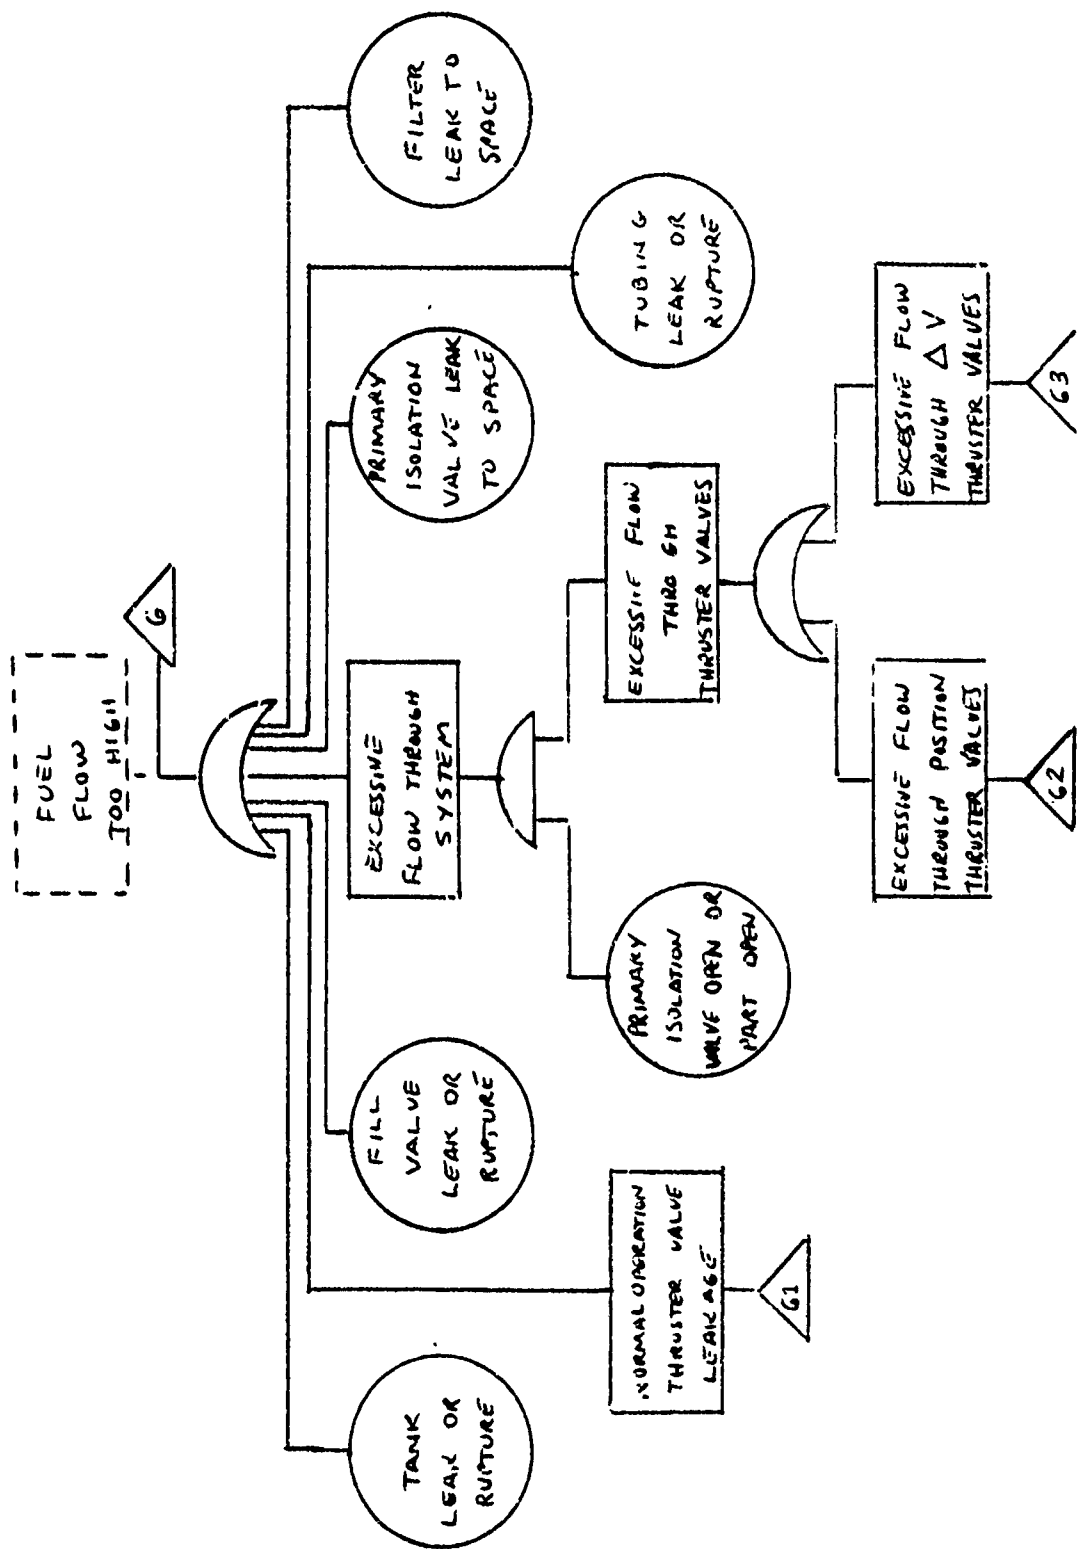 FUEL
FLOW
TOO HIGH
G
TANK
LEAK OR
RUPTURE
FILL
VALVE
LEAK OR
RUPTURE
EXCESSIVE
FLOW THROUGH
SYSTEM
PRIMARY
ISOLATION
VALVE LEAK
TO SPACE
FILTER
LEAK TO
SPACE
NORMAL OPERATION
THRUSTER VALVE
LEAKAGE
G1
PRIMARY
ISOLATION
VALVE OPEN OR
PART OPEN
EXCESSIVE FLOW
THRO GH
THRUSTER VALVES
TUBING
LEAK OR
RUPTURE
EXCESSIVE FLOW
THROUGH POSITION
THRUSTER VALVES
G2
EXCESSIVE FLOW
THROUGH Δ V
THRUSTER VALVES
G3